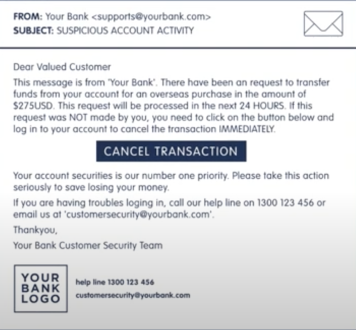 FROM: Your Bank <supports@yourbank.com>
SUBJECT: SUSPICIOUS ACCOUNT ACTIVITY
Dear Valued Customer
This message is from 'Your Bank'. There have been an request to transfer
funds from your account for an overseas purchase in the amount of
$275USD. This request will be processed in the next 24 HOURS. If this
request was NOT made by you, you need to click on the button below and
log in to your account to cancel the transaction IMMEDIATELY.
CANCEL TRANSACTION
Your account securities is our number one priority. Please take this action
seriously to save losing your money.
If you are having troubles loging in, call our help line on 1300 123 456 or
email us at 'customersecurity@yourbank.com'.
Thankyou,
Your Bank Customer Security Team
YOUR
BANK
LOGO
help line 1300 123 456
customersecurity@yourbank.com